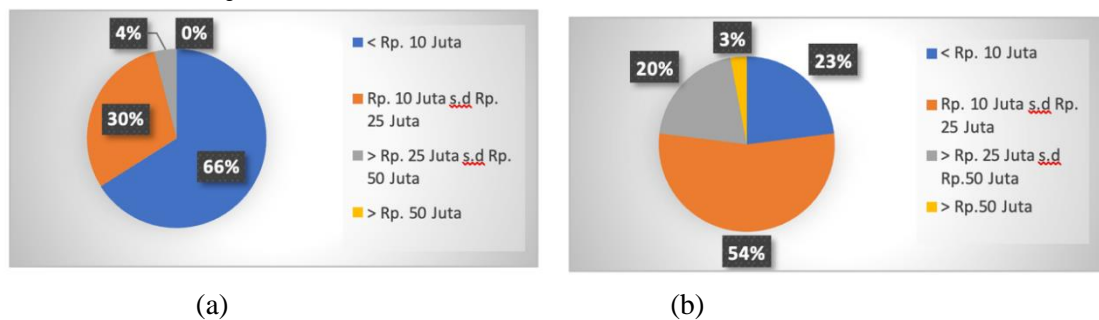 4%
0%
30%
66%
< Rp. 10 Juta
Rp. 10 Juta s.d Rp.
25 Juta
> Rp. 25 Juta s.d Rp.
50 Juta
> Rp. 50 Juta
(a)
3%
20%
23%
54%
< Rp. 10 Juta
Rp. 10 Juta s.d Rp.
25 Juta
> Rp. 25 Juta s.d
Rp.50 Juta
> Rp.50 Juta
(b)